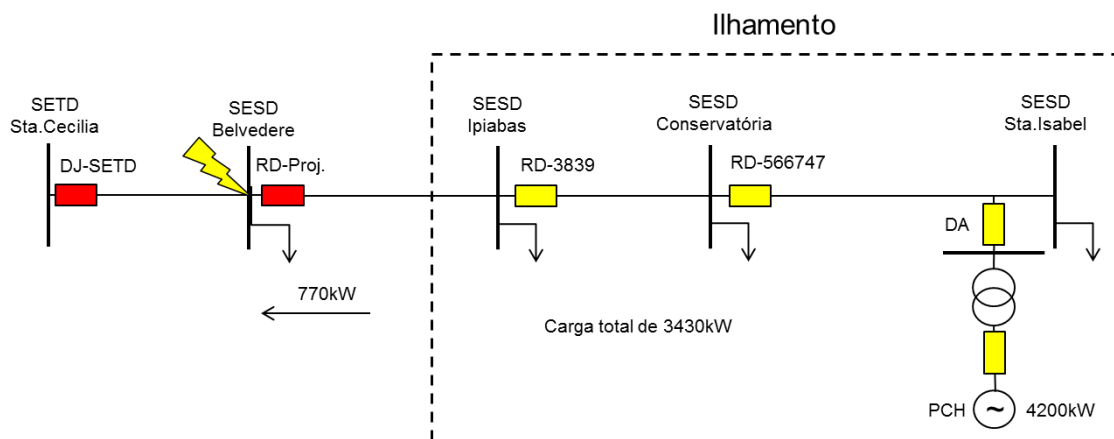 Ilhamento
SETD
Sta.Cecilia
SESD
Belvedere
SESD
Ipiabas
SESD
Conservatória
SESD
Sta.Isabel
DJ-SETD
RD-Proj.
RD-3839
RD-566747
DA
770kW
Carga total de 3430kW
PCH
~
4200kW